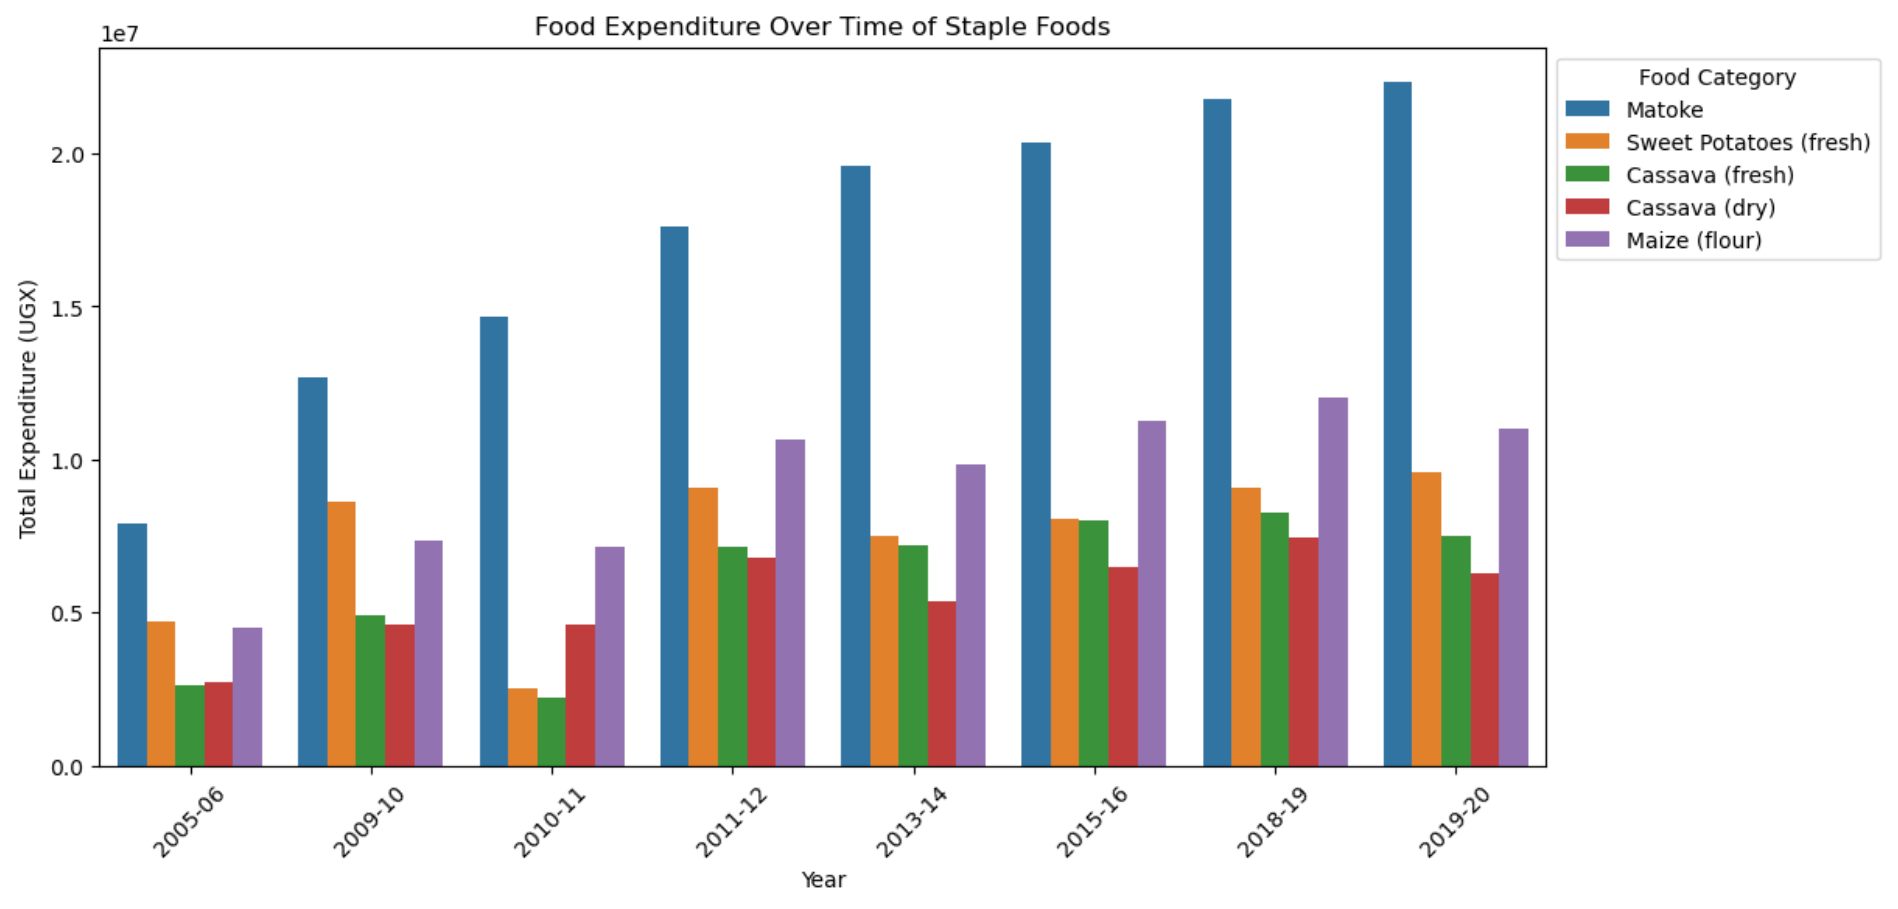 Food Expenditure Over Time of Staple Foods
1e7
Total Expenditure (UGX)
2.0
1.5
1.0
0.5
0.0
2005-06
2009-10
2010-11
2011-12
2013-14
2015-16
2018-19
2019-20
Year
Food Category
Matoke
Sweet Potatoes (fresh)
Cassava (fresh)
Cassava (dry)
Maize (flour)